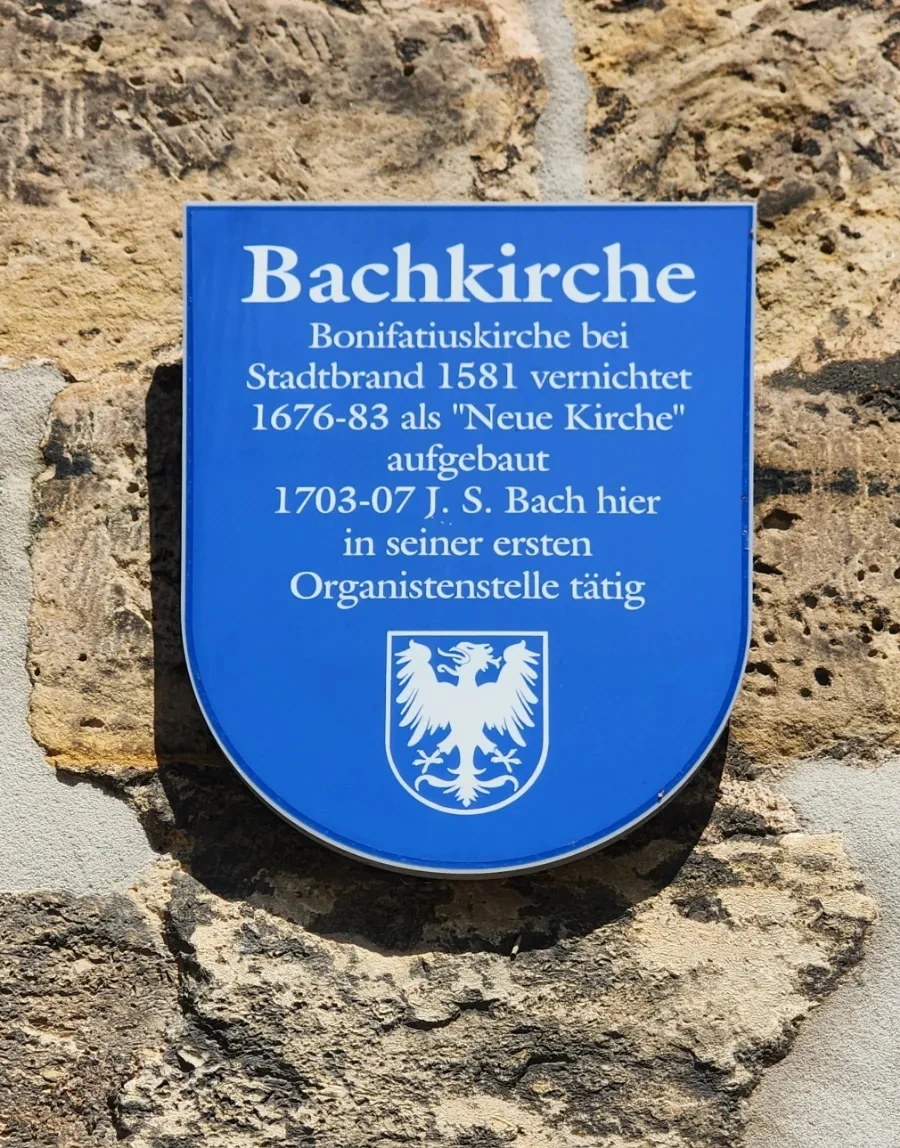 Bachkirche
Bonifatiuskirche bei
Stadtbrand 1581 vernichtet
1676-83 als "Neue Kirche"
aufgebaut
1703-07 J. S. Bach hier
in seiner ersten
Organistenstelle tätig